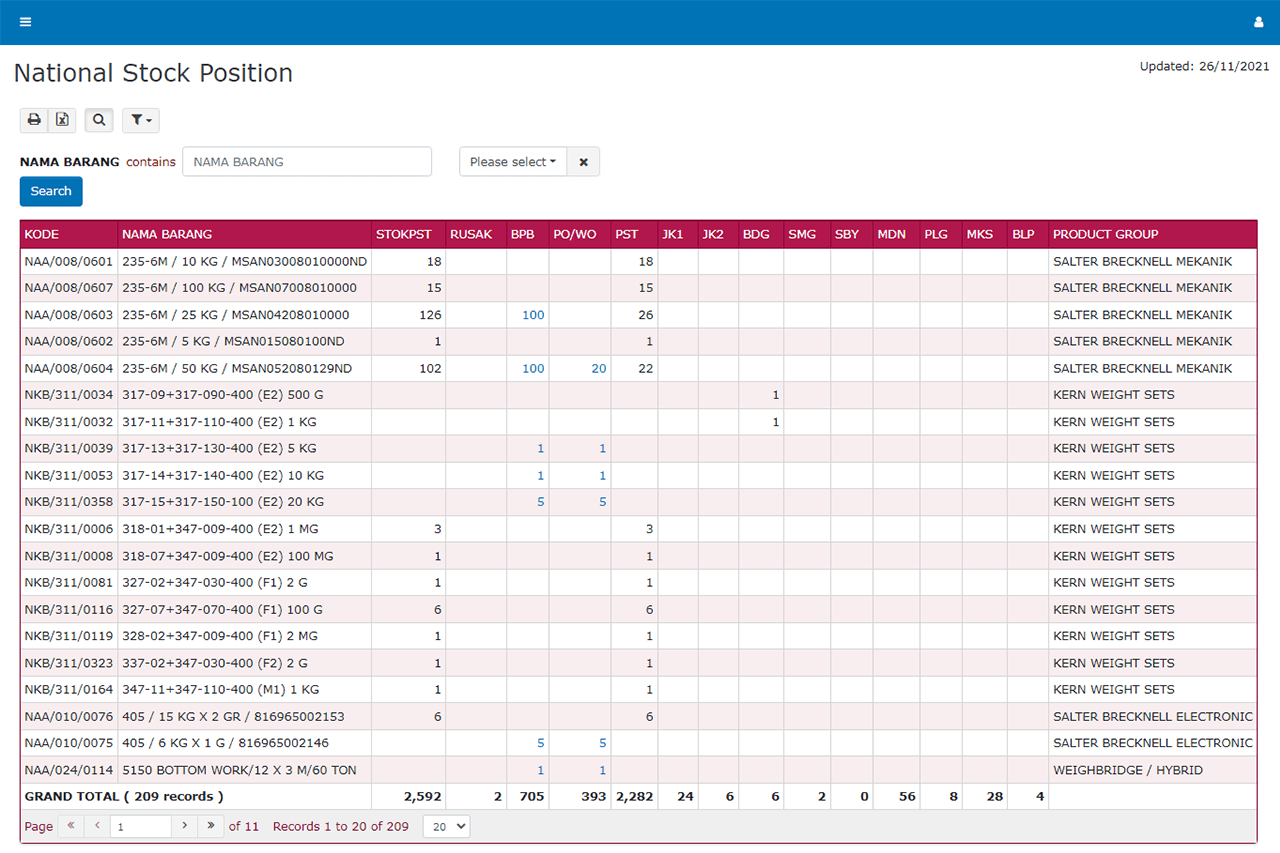 National Stock Position
Updated: 26/11/2021
NAMA BARANG contains NAMA BARANG Please select
Search
KODE NAMA BARANG STOKPST RUSAK BPB PO/WO PST JK1 JK2 BDG SMG SBY MDN PLG MKS BLP PRODUCT GROUP
NAA/008/0601 235-6M / 10 KG / MSAN03008010000ND 18 18 SALTER BRECKNELL MEKANIK
NAA/008/0607 235-6M / 100 KG / MSAN07008010000 15 15 SALTER BRECKNELL MEKANIK
NAA/008/0603 235-6M / 25 KG / MSAN04208010000 126 100 26 SALTER BRECKNELL MEKANIK
NAA/008/0602 235-6M / 5 KG / MSAN015080100ND 1 1 SALTER BRECKNELL MEKANIK
NAA/008/0604 235-6M / 50 KG / MSAN052080129ND 102 100 20 22 SALTER BRECKNELL MEKANIK
NKB/311/0034 317-09+317-090-400 (E2) 500 G 1 KERN WEIGHT SETS
NKB/311/0032 317-11+317-110-400 (E2) 1 KG 1 KERN WEIGHT SETS
NKB/311/0039 317-13+317-130-400 (E2) 5 KG 1 1 KERN WEIGHT SETS
NKB/311/0053 317-14+317-140-400 (E2) 10 KG 1 1 KERN WEIGHT SETS
NKB/311/0358 317-15+317-150-100 (E2) 20 KG 5 5 KERN WEIGHT SETS
NKB/311/0006 318-01+347-009-400 (E2) 1 MG 3 3 KERN WEIGHT SETS
NKB/311/0008 318-07+347-009-400 (E2) 100 MG 1 1 KERN WEIGHT SETS
NKB/311/0081 327-02+347-030-400 (F1) 2 G 1 1 KERN WEIGHT SETS
NKB/311/0116 327-07+347-070-400 (F1) 100 G 6 6 KERN WEIGHT SETS
NKB/311/0119 328-02+347-009-400 (F1) 2 MG 1 1 KERN WEIGHT SETS
NKB/311/0323 337-02+347-030-400 (F2) 2 G 1 1 KERN WEIGHT SETS
NKB/311/0164 347-11+347-110-400 (M1) 1 KG 1 1 KERN WEIGHT SETS
NAA/010/0076 405 / 15 KG X 2 GR / 816965002153 6 6 SALTER BRECKNELL ELECTRONIC
NAA/010/0075 405 / 6 KG X 1 G / 816965002146 5 5 SALTER BRECKNELL ELECTRONIC
NAA/024/0114 5150 BOTTOM WORK/12 X 3 M/60 TON 1 1 WEIGHBRIDGE / HYBRID
GRAND TOTAL ( 209 records ) 2,592 2 705 393 2,282 24 6 6 2 0 56 8 28 4
Page « ‹ 1 › » of 11 Records 1 to 20 of 209 20